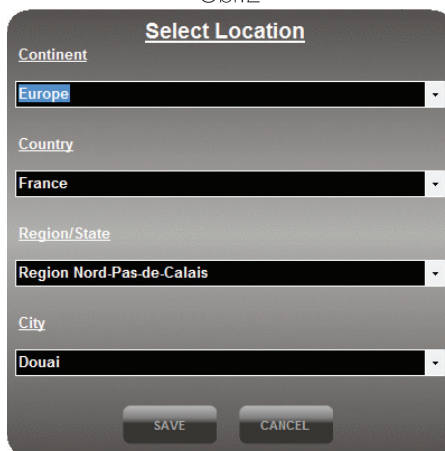 Select Location
Continent
Europe
Country
France
Region/State
Region Nord-Pas-de-Calais
City
Douai
SAVE
CANCEL